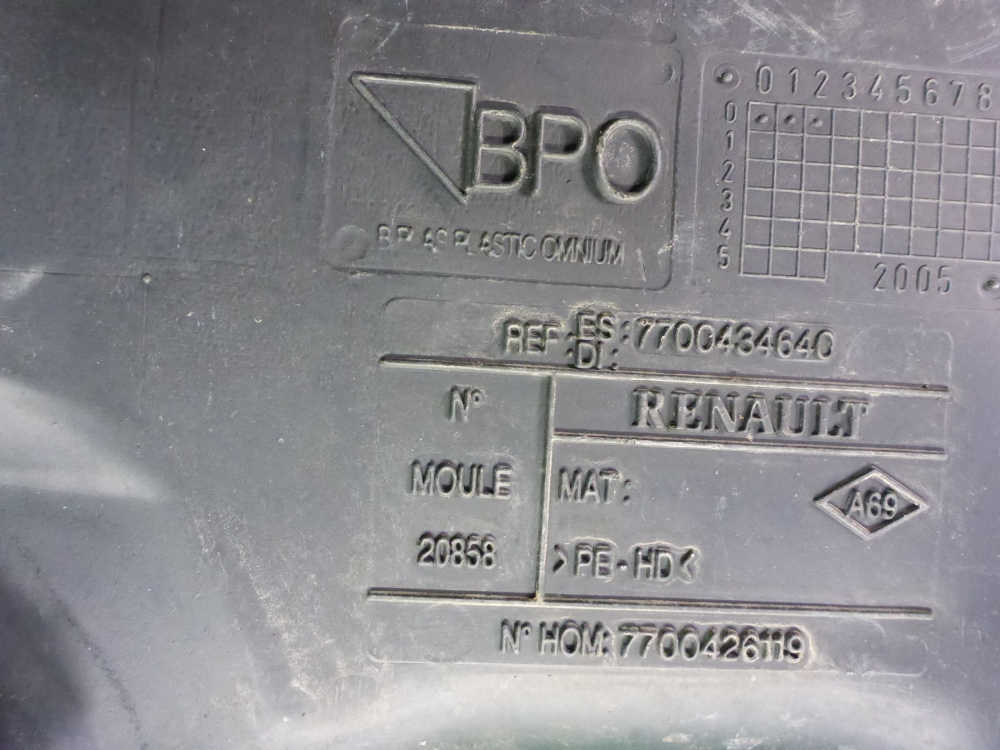 BPO
PLASTIC OMNIUM
0 1 2 3 4 5 6 7 8
0
1
2
3
4
5
2005
REF: ES: 7700434640
DI:
N°
MOULE
20858
RENAULT
MAT:
A69
>PE-HD<
N° HOM: 7700426119